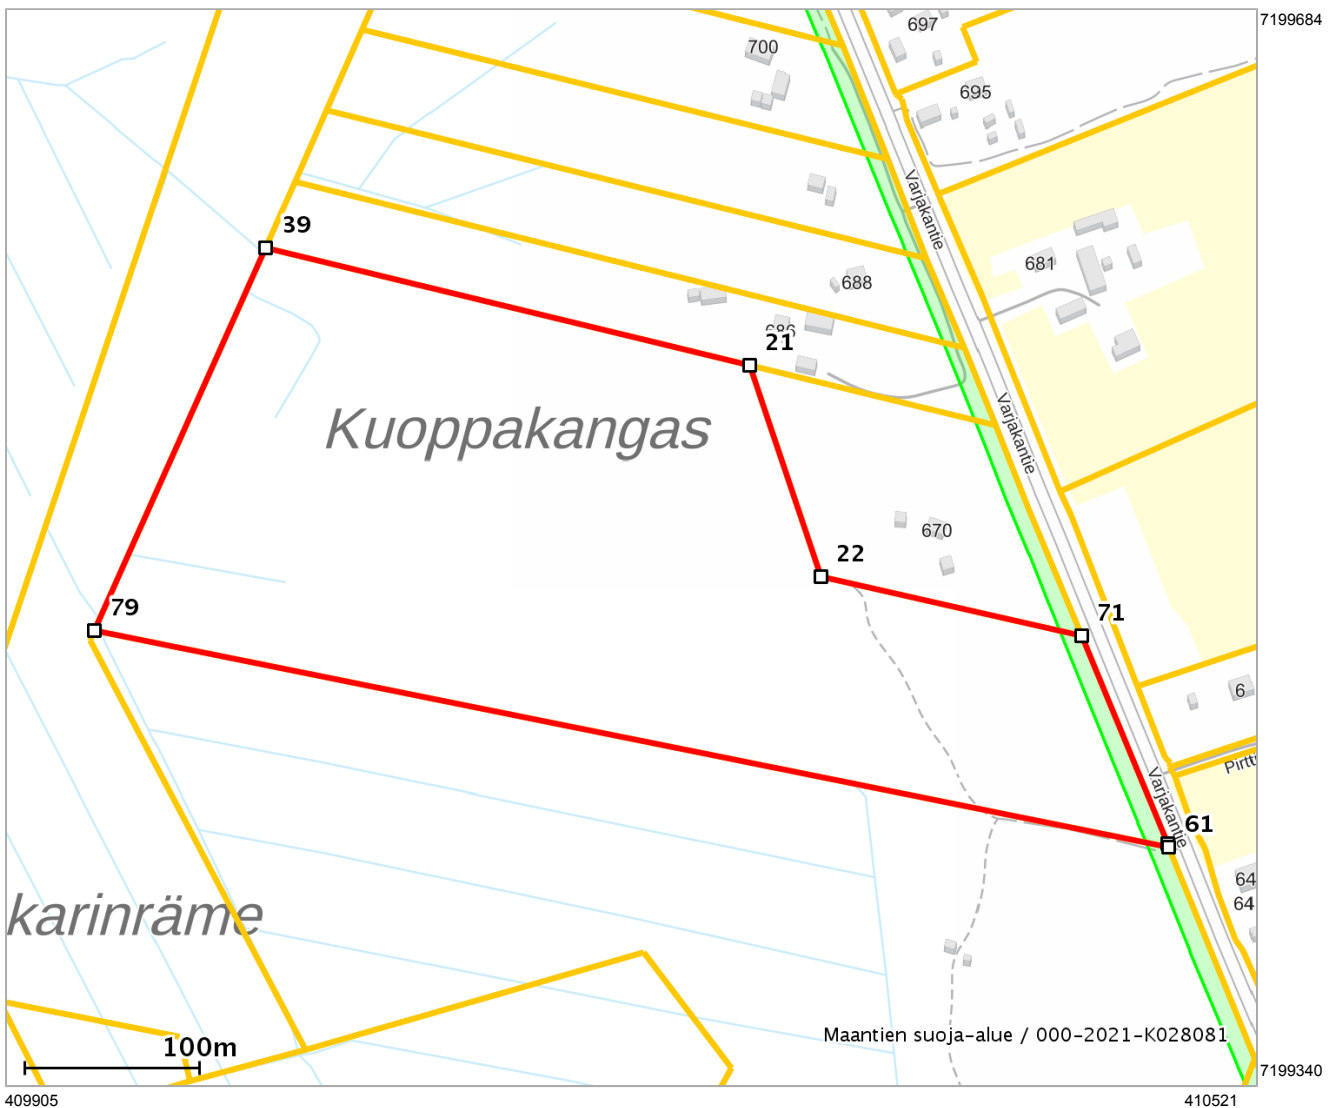 7199684
697
700
695
Varjakantie
39
681
688
686
21
Varjakantie
Kuoppakangas
670
22
79
71
6
Pirtt
Varjakantie
61
64
64
karinräme
Maantien suoja-alue / 000-2021-K028081
100m
7199340
409905
410521